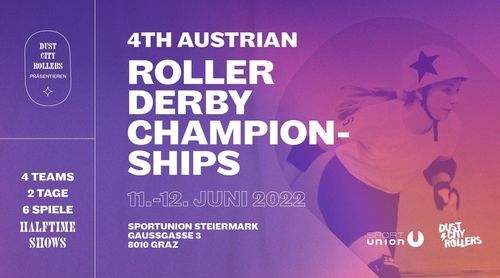 DUST
CITY
ROLLERS
PRÄSENTIEREN
4 TEAMS
2 TAGE
6 SPIELE
HALFTIME
SHOWS
4TH AUSTRIAN
ROLLER
DERBY
CHAMPION-
SHIPS
11.-12. JUNI 2022
SPORTUNION STEIERMARK
GAUSSGASSE 3
8010 GRAZ
SPORT
UNION U
DUST
CITY
ROLLERS